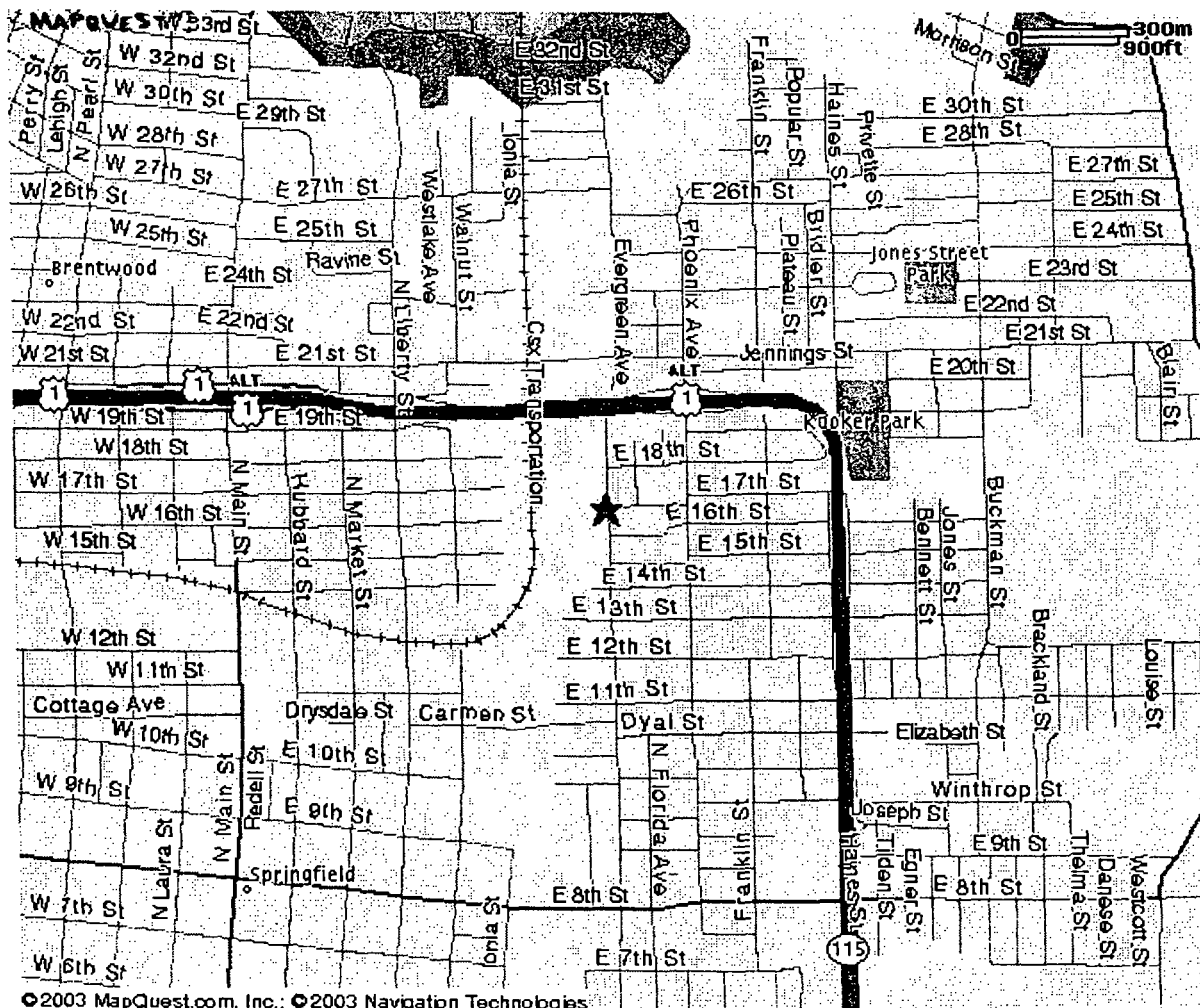 MAPQUEST
W 33rd St
E 32nd St
Morrison St
0
300m
900ft
W 32nd St
Perry St
Lehigh St
N Pearl St
W 30th St
E 31st St
E 29th St
Franklin St
Popular St
Haines St
E 30th St
E 28th St
W 28th St
Ionia St
W 27th St
E 27th St
W 26th St
E 27th St
E 26th St
E 25th St
Westlake Ave
Walnut St
W 25th St
E 25th St
E 24th St
Evergreen Ave
Phoenix Ave
Plateau St
Bridier St
Brentwood
Ravine St
E 24th St
Jones Street
Park
E 23rd St
N Liberty St
W 22nd St
E 22nd St
E 22nd St
E 21st St
W 21st St
E 21st St
Csx Transportation
Jennings St
E 20th St
Blair St
1
1
ALT
1
ALT
1
W 19th St
E 19th St
Kooker Park
W 18th St
E 18th St
W 17th St
N Main St
Hubbard St
N Market St
E 17th St
W 16th St
E 16th St
W 15th St
E 15th St
Bennett St
Jones St
Buckman St
E 14th St
E 13th St
W 12th St
E 12th St
Brackland St
Louise St
W 11th St
E 11th St
Cottage Ave
Drysdale St
Carmen St
Dyal St
W 10th St
E 10th St
Elizabeth St
W 9th St
N Main St
Redell St
E 9th St
N Florida Ave
Franklin St
Winthrop St
Joseph St
E 9th St
N Laura St
Springfield
Haines St
Tilden St
Egner St
E 8th St
Thelma St
Danese St
Westcott St
E 8th St
W 7th St
Ionia St
E 7th St
115
W 6th St
©2003 MapQuest.com, Inc.; ©2003 Navigation Technologies